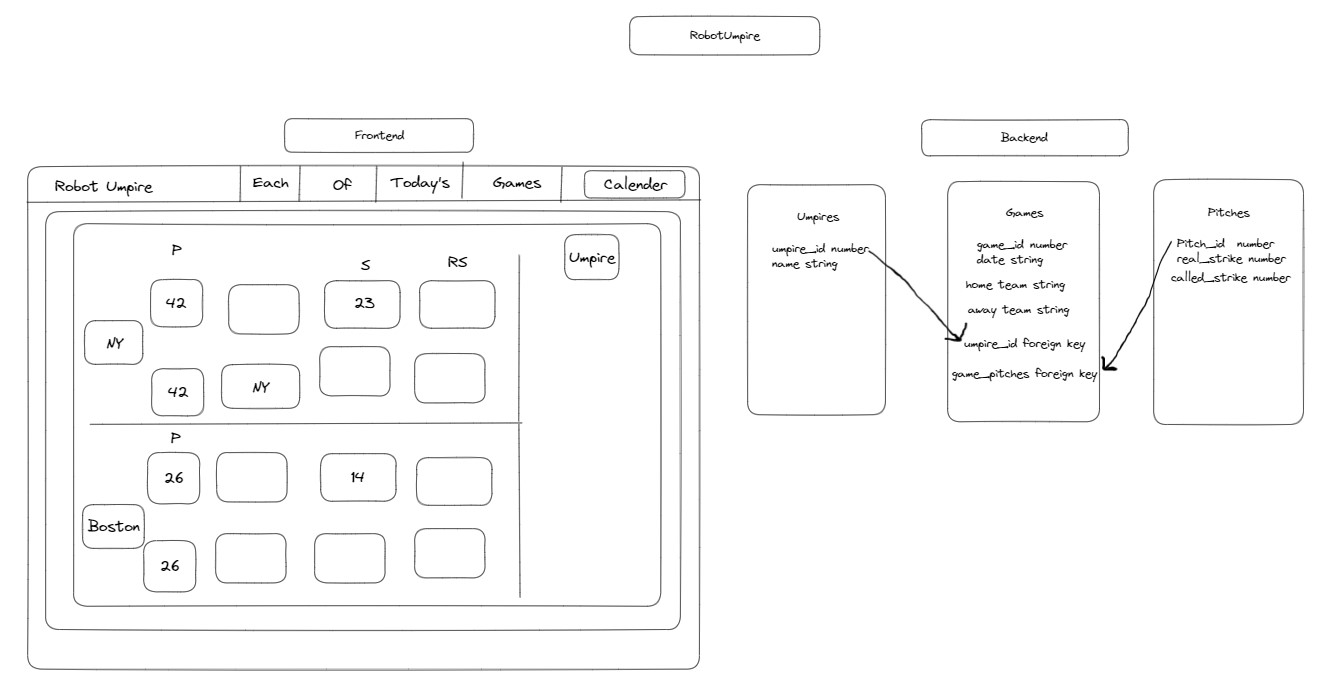 RobotUmpire
Frontend
Robot Umpire
Each
Of
Today's
Games
Calender
P
S
RS
Umpire
42
23
NY
42
NY
P
26
14
Boston
26
Backend
Umpires
umpire_id number
name string
Games
game_id number
date string
home team string
away team string
umpire_id foreign key
game_pitches foreign key
Pitches
Pitch_id number
real_strike number
called_strike number